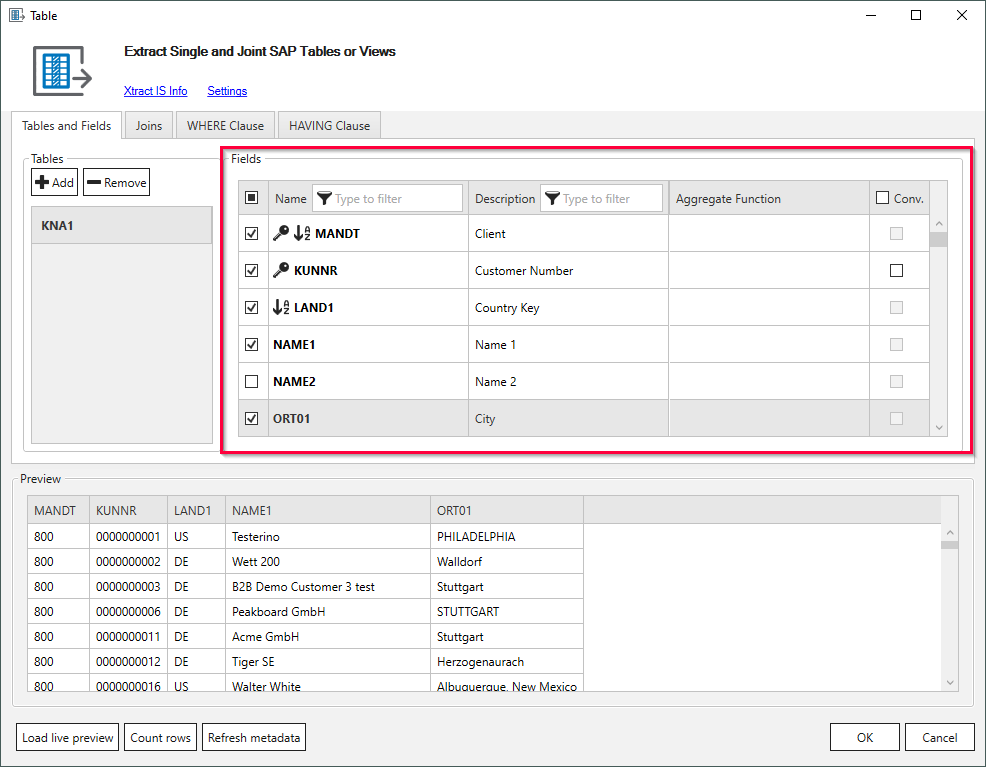 Table
Extract Single and Joint SAP Tables or Views
Xtract IS Info Settings
Tables and Fields Joins WHERE Clause HAVING Clause
Tables
Add Remove
KNA1
Fields
Name Type to filter Description Type to filter Aggregate Function Conv.
MANDT Client
KUNNR Customer Number
LAND1 Country Key
NAME1 Name 1
NAME2 Name 2
ORT01 City
Preview
MANDT KUNNR LAND1 NAME1 ORT01
800 0000000001 US Testerino PHILADELPHIA
800 0000000002 DE Wett 200 Walldorf
800 0000000003 DE B2B Demo Customer 3 test Stuttgart
800 0000000006 DE Peakboard GmbH STUTTGART
800 0000000011 DE Acme GmbH Stuttgart
800 0000000012 DE Tiger SE Herzogenaurach
800 0000000016 US Walter White Albuquerque, New Mexico
Load live preview Count rows Refresh metadata OK Cancel